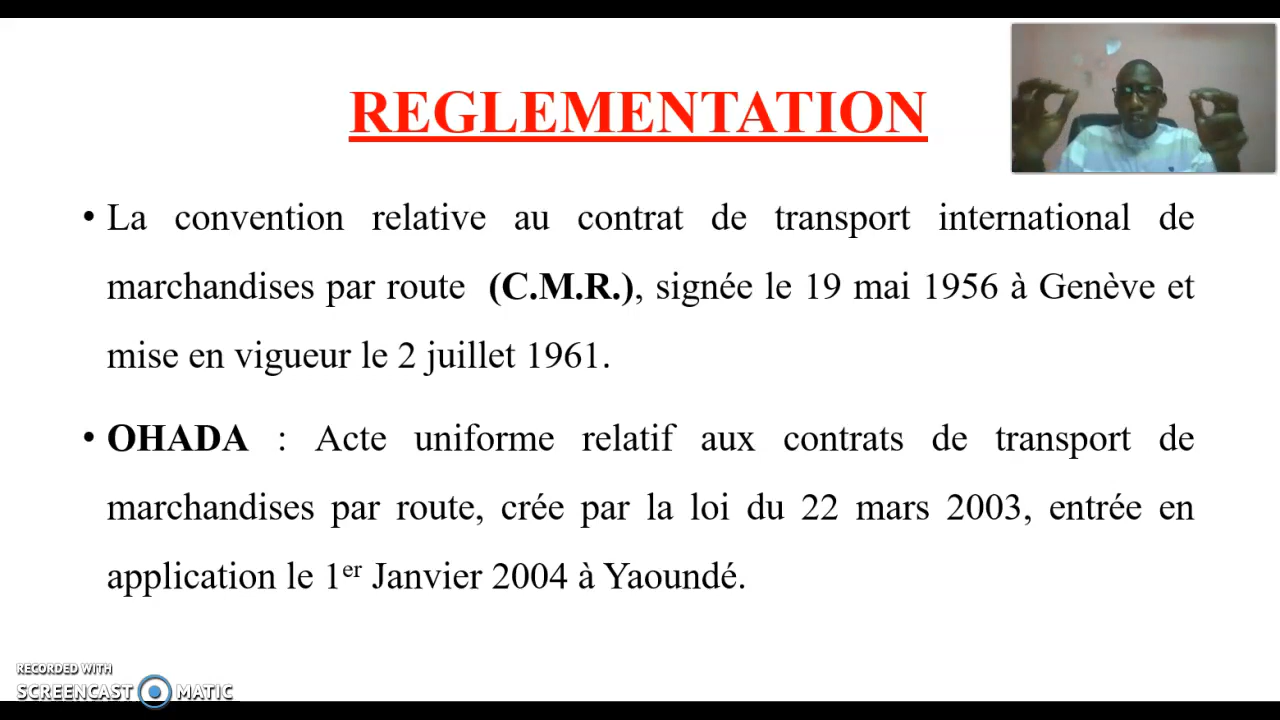 REGLEMENTATION
• La convention relative au contrat de transport international de
marchandises par route (C.M.R.), signée le 19 mai 1956 à Genève et
mise en vigueur le 2 juillet 1961.
• OHADA : Acte uniforme relatif aux contrats de transport de
marchandises par route, crée par la loi du 22 mars 2003, entrée en
application le 1er Janvier 2004 à Yaoundé.
RECORDED WITH
SCREENCAST MATIC